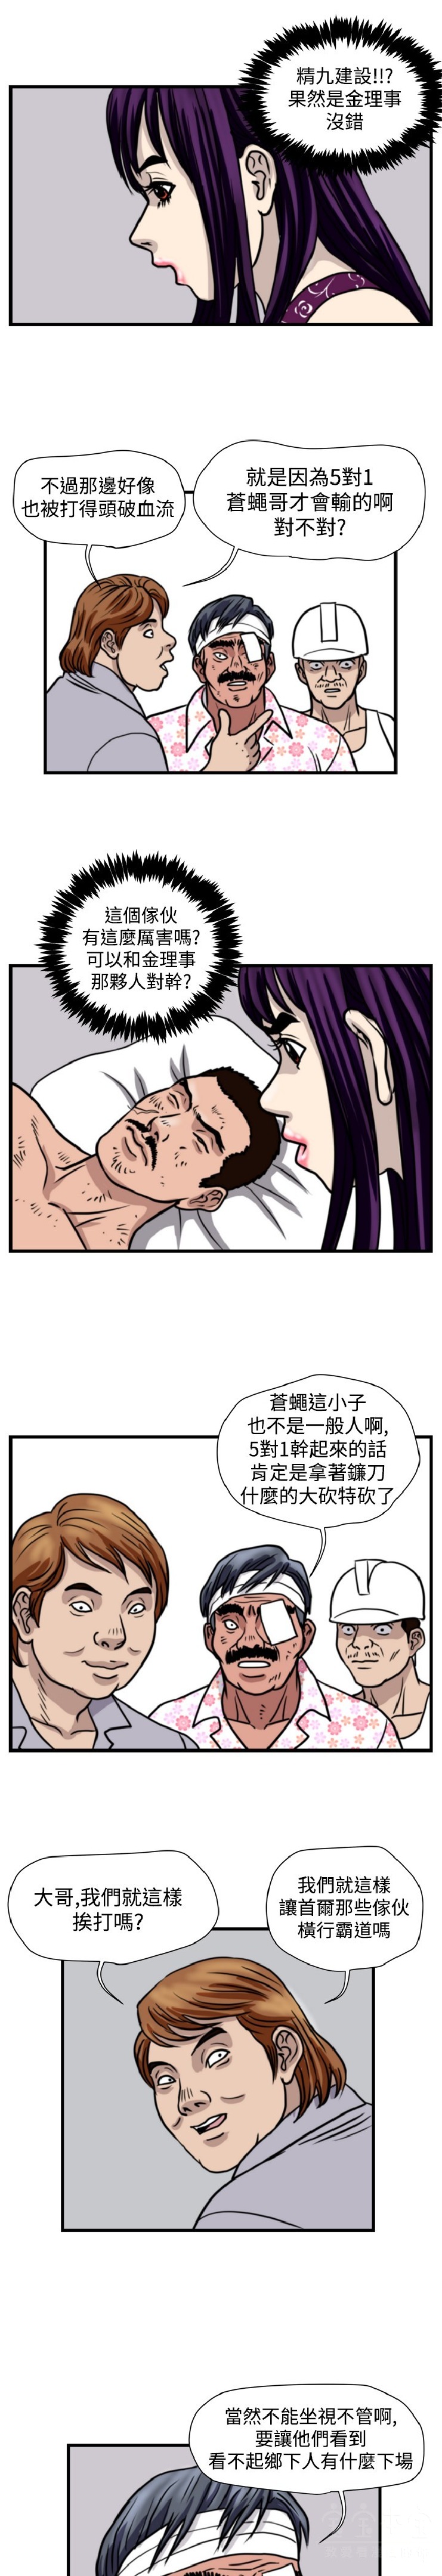 精九建設!!?
果然是金理事
沒錯
不過那邊好像
也被打得頭破血流
就是因為5對1
蒼蠅哥才會輸的啊
對不對?
這個傢伙
有這麼厲害嗎?
可以和金理事
那夥人對幹?
蒼蠅這小子
也不是一般人啊,
5對1幹起來的話
肯定是拿著鐮刀
什麼的大砍特砍了
大哥,我們就這樣
挨打嗎?
我們就這樣
讓首爾那些傢伙
橫行霸道嗎
當然不能坐視不管啊,
要讓他們看到
看不起鄉下人有什麼下場